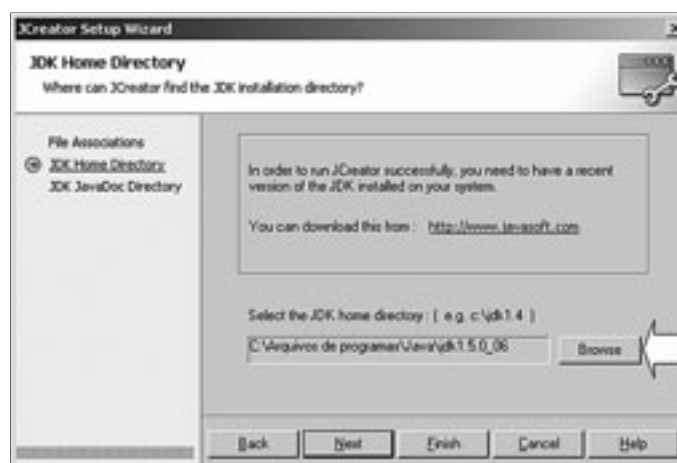 JCreator Setup Wizard
JDK Home Directory
Where can JCreator find the JDK installation directory?
File Associations
JDK Home Directory
JDK JavaDoc Directory
In order to run JCreator successfully, you need to have a recent
version of the JDK installed on your system.
You can download this from : http://www.javasoft.com
Select the JDK home directory : ( e.g. c:\jdk1.4 )
C:\Arquivos de programas\Java\jdk1.5.0_06
Browse
Back
Next
Finish
Cancel
Help